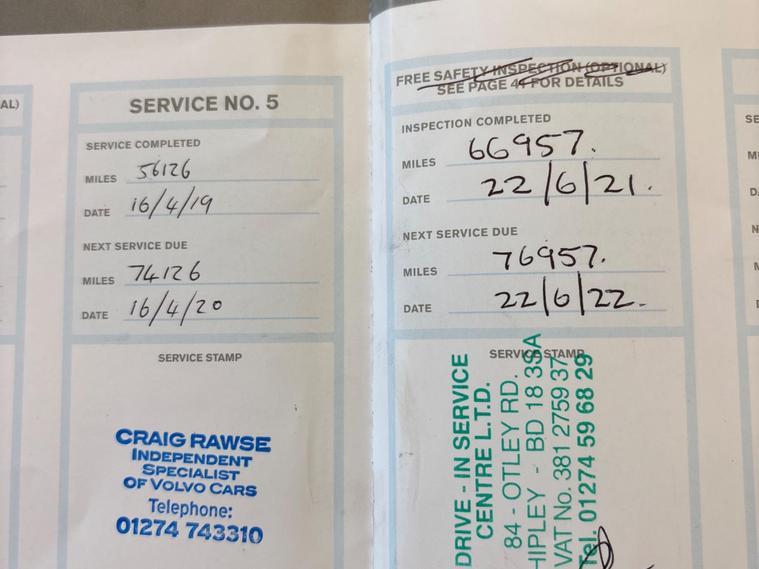 AL)
SERVICE NO. 5
SERVICE COMPLETED
MILES 56126
DATE 16/4/19
NEXT SERVICE DUE
MILES 74126
DATE 16/4/20
SERVICE STAMP
CRAIG RAWSE
INDEPENDENT
SPECIALIST
OF VOLVO CARS
Telephone:
01274 743310
FREE SAFETY INSPECTION (OPTIONAL)
SEE PAGE 41 FOR DETAILS
INSPECTION COMPLETED
MILES 66957.
DATE 22/6/21.
NEXT SERVICE DUE
MILES 76957.
DATE 22/6/22.
SERVICE STAMP
DRIVE - IN SERVICE
CENTRE L.T.D.
84 - OTLEY RD.
HIPLEY - BD 18 3SA
VAT No. 381 2759 37
Tel. 01274 59 68 29
SE
MI
D
N